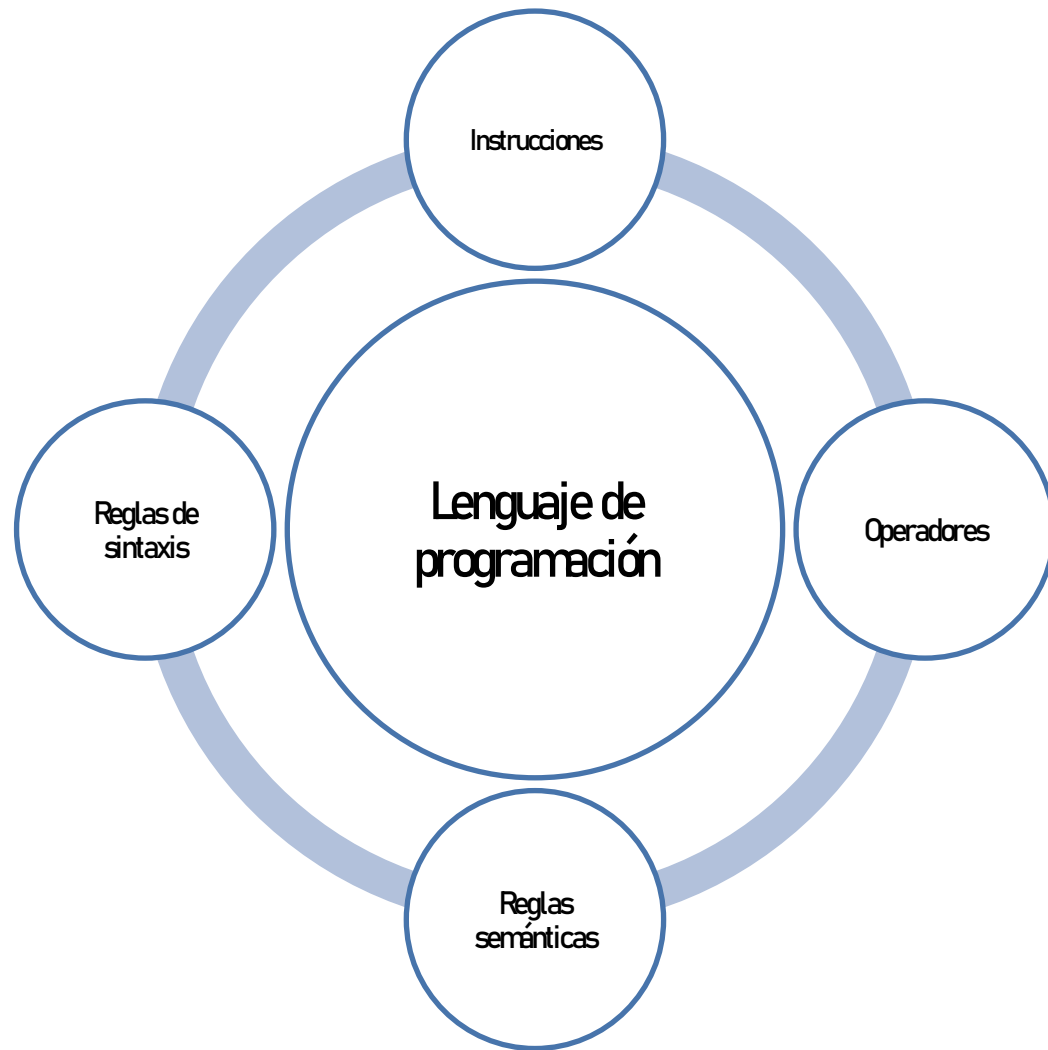 Instrucciones
Reglas de
sintaxis
Lenguaje de
programación
Operadores
Reglas
semánticas